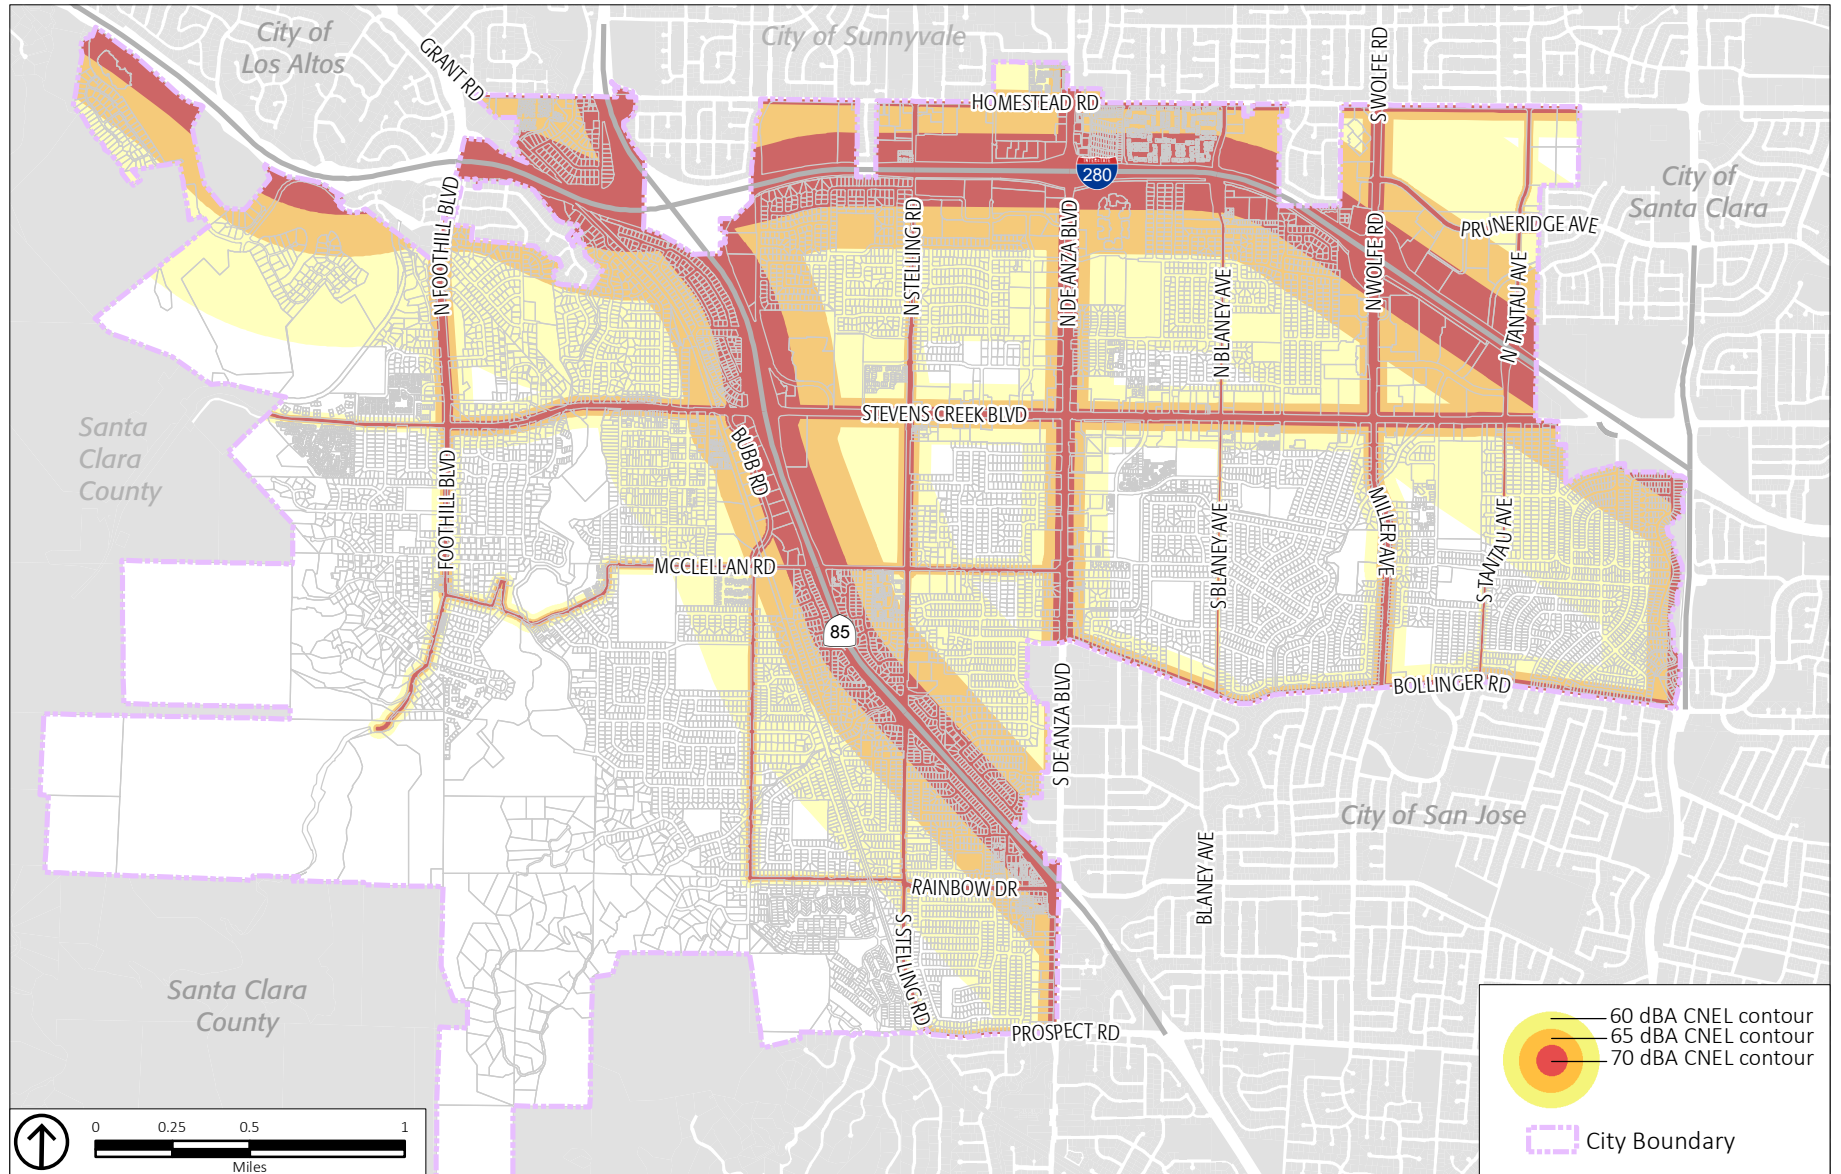 City of
Los Altos
GRANT RD
City of Sunnyvale
S WOLFE RD
HOMESTEAD RD
INTERSTATE
280
City of
Santa Clara
N FOOTHILL BLVD
N STELLING RD
N DE ANZA BLVD
N BLANEY AVE
N WOLFE RD
PRUNERIDGE AVE
N TANTAU AVE
STEVENS CREEK BLVD
Santa
Clara
County
FOOTHILL BLVD
BUBB RD
MCCLELLAN RD
S BLANEY AVE
MILLER AVE
S TANTAU AVE
85
S DE ANZA BLVD
BOLLINGER RD
City of San Jose
BLANEY AVE
RAINBOW DR
S STELLING RD
Santa Clara
County
PROSPECT RD
60 dBA CNEL contour
65 dBA CNEL contour
70 dBA CNEL contour
City Boundary
0 0.25 0.5 1
Miles